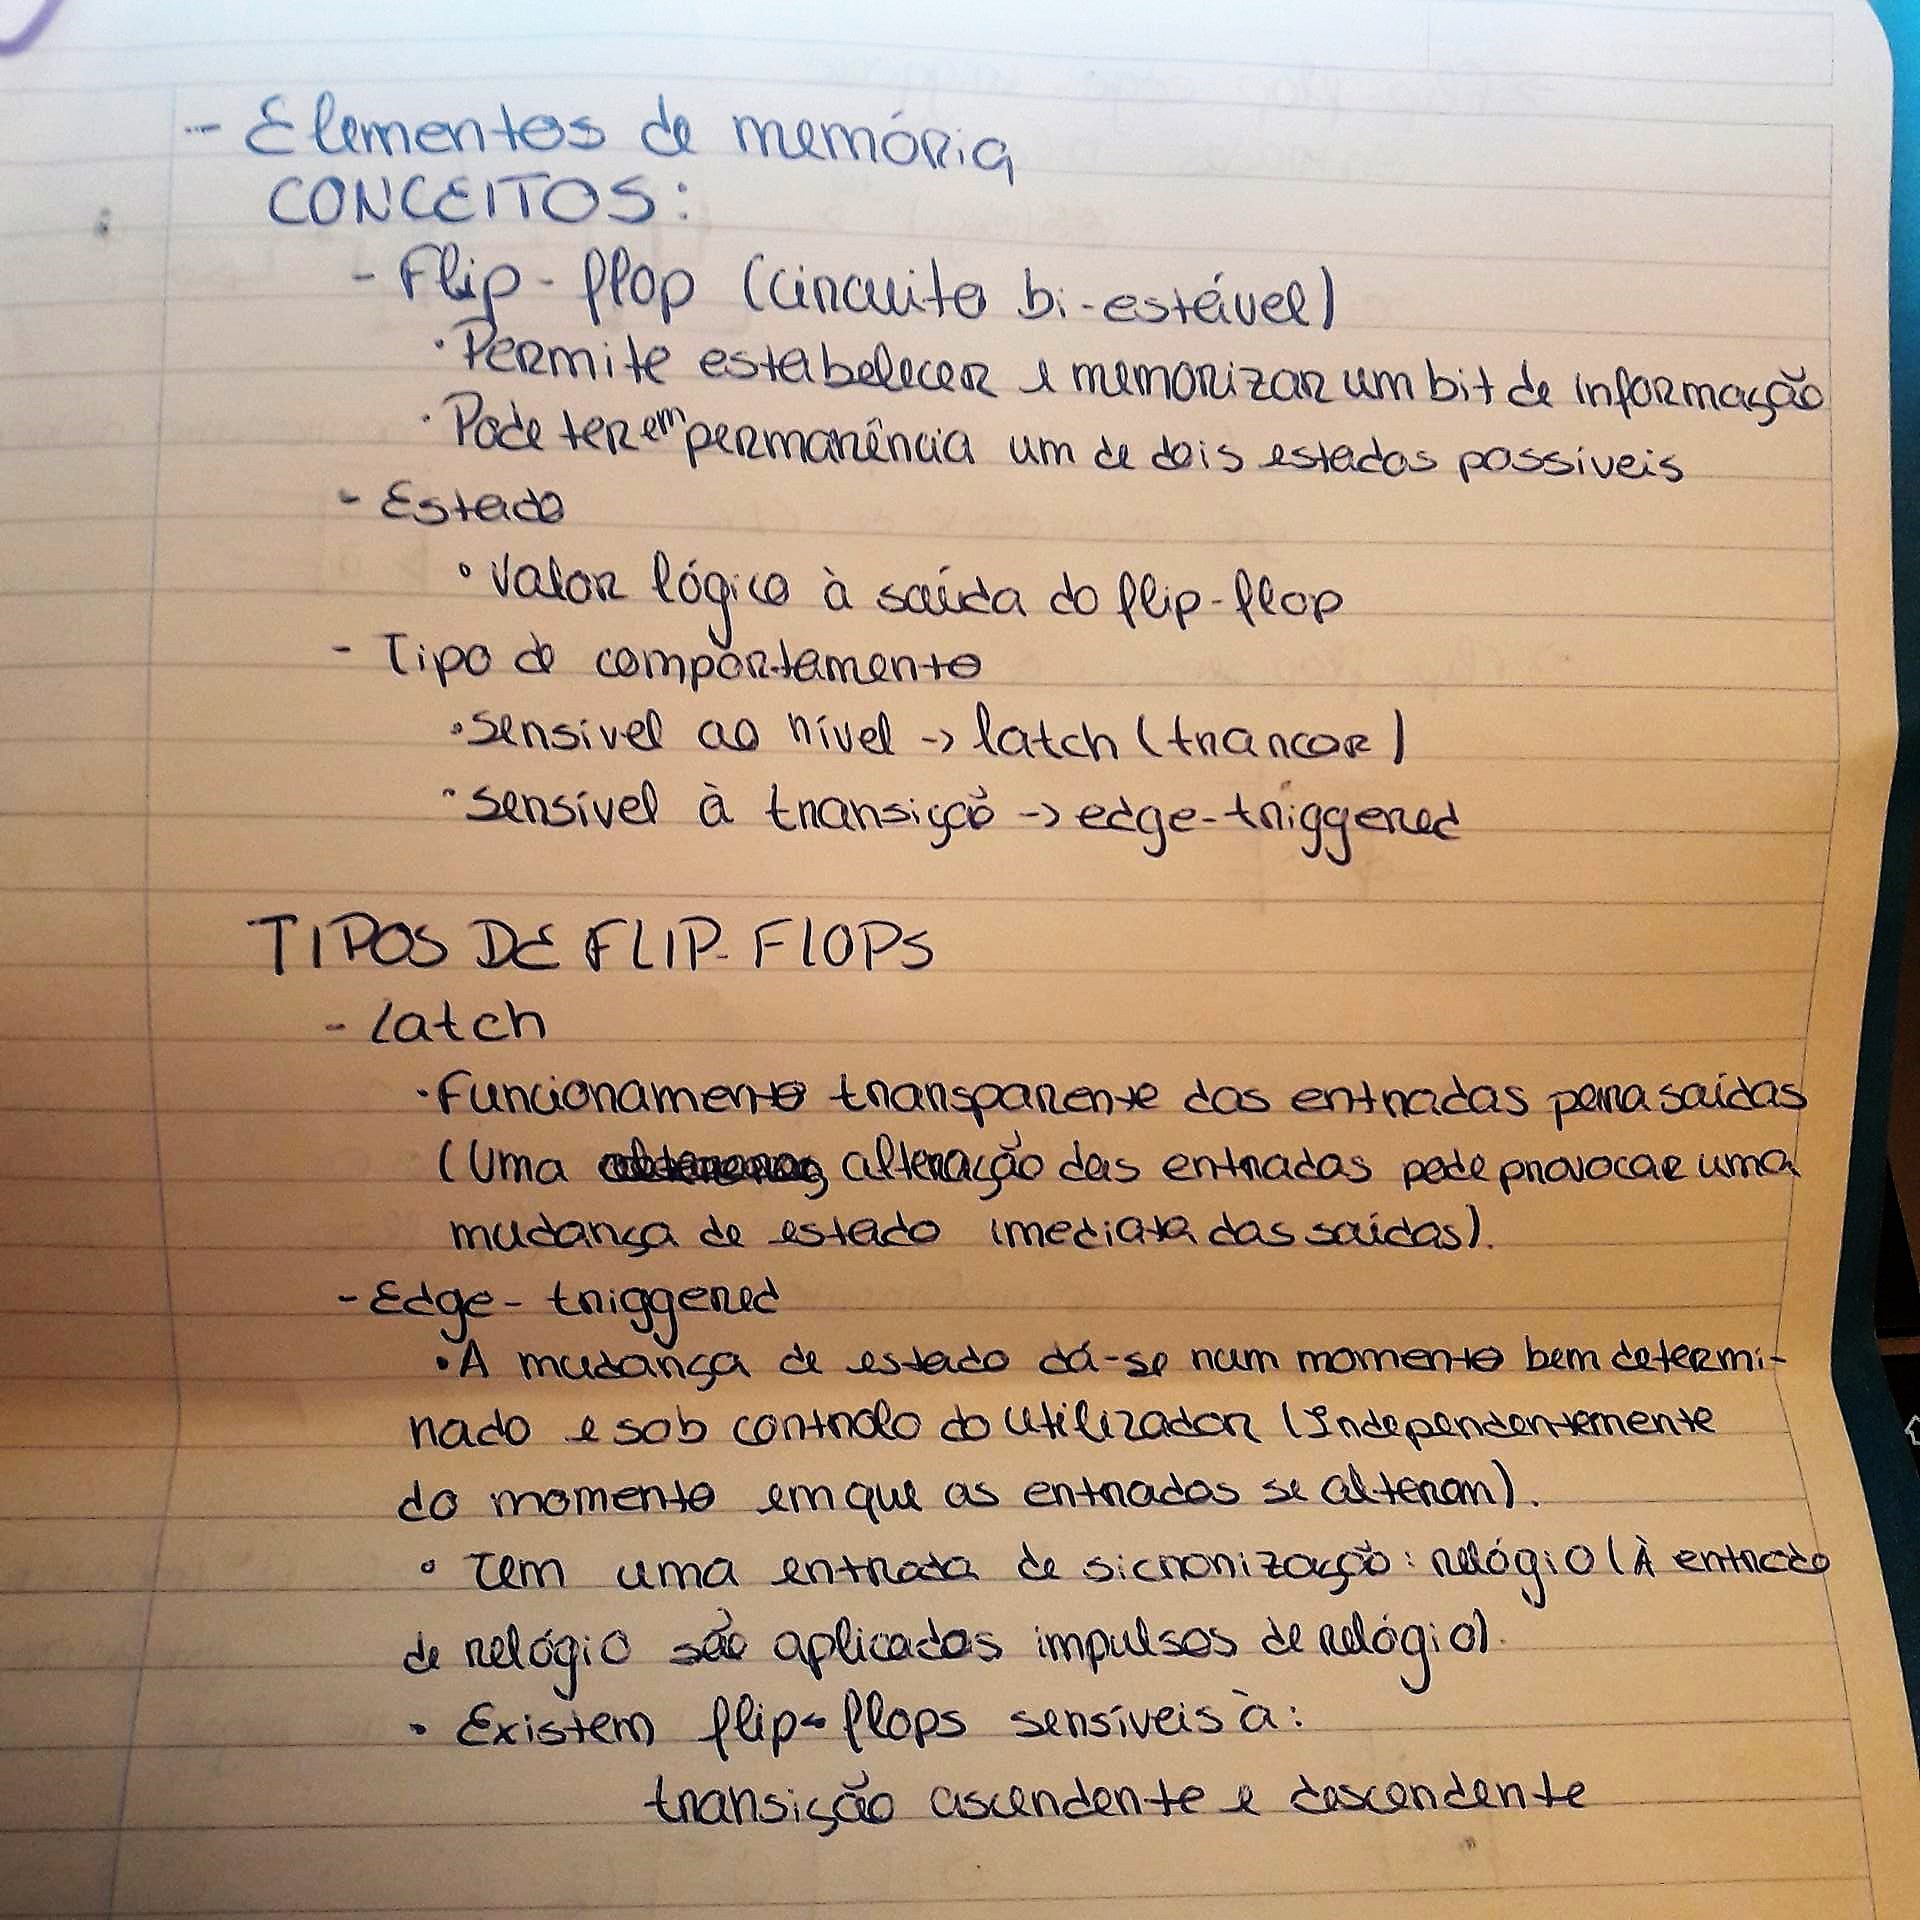 - Elementos de memória
CONCEITOS:
- Flip-flop (circuito bi-estável)
• Permite estabelecer e memorizar um bit de informação
• Pode ter em permanência um de dois estados possíveis
- Estado
• Valor lógico à saída do flip-flop
- Tipo de comportamento
• Sensivel ao nível -> latch (trancar)
• Sensível à transição -> edge-triggered
TIPOS DE FLIP-FLOPS
- Latch
• Funcionamento transparente das entradas para saídas
(Uma alteração das entradas pode provocar uma
mudança de estado imediata das saídas).
- Edge-triggered
• A mudança de estado dá-se num momento bem determi-
nado e sob controlo do utilizador (Independentemente
do momento em que as entradas se alteram).
• Tem uma entrada de sicronização: relógio (À entrada
de relógio são aplicados impulsos de relógio).
• Existem flip-flops sensíveis à:
transição ascendente e descendente